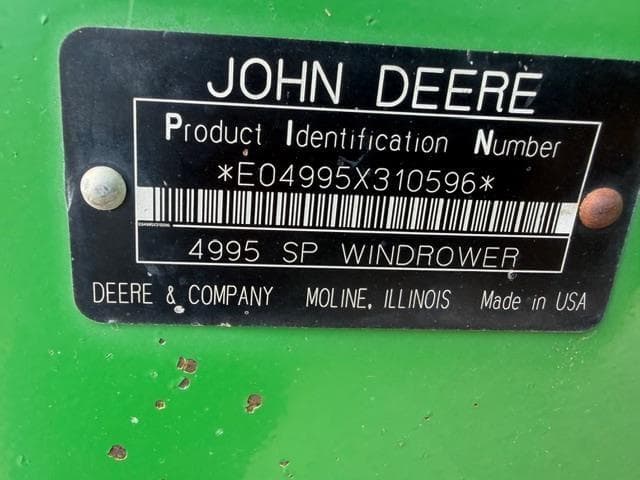 JOHN DEERE
Product Identification Number
*E04995X310596*
4995 SP WINDROWER
DEERE & COMPANY MOLINE, ILLINOIS Made in USA